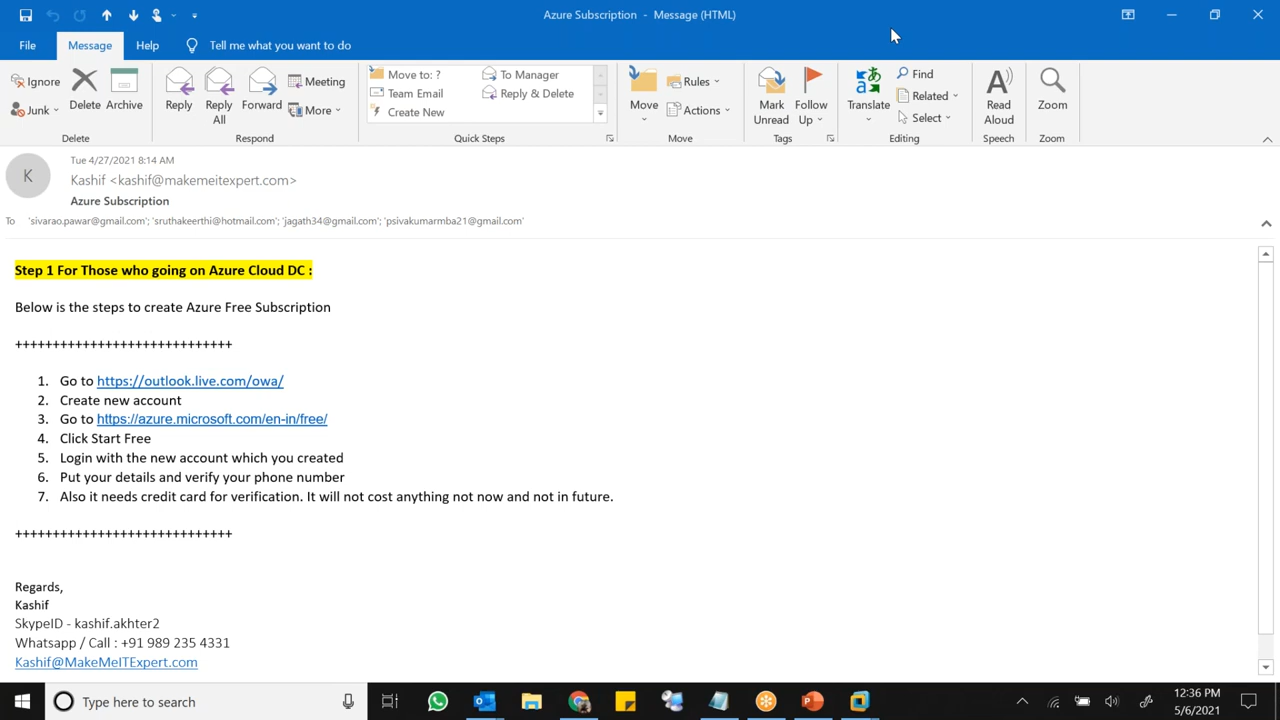 Azure Subscription - Message (HTML)
File Message Help Tell me what you want to do
Ignore
Junk
Delete
Archive
Reply
Reply All
Forward
Meeting
More
Move to: ?
Team Email
Create New
To Manager
Reply & Delete
Move
Rules
Actions
Mark Unread
Follow Up
Translate
Find
Related
Select
Read Aloud
Zoom
Delete Respond Quick Steps Move Tags Editing Speech Zoom
K
Tue 4/27/2021 8:14 AM
Kashif <kashif@makemeitexpert.com>
Azure Subscription
To 'sivarao.pawar@gmail.com'; 'sruthakeerthi@hotmail.com'; 'jagath34@gmail.com'; 'psivakumarmba21@gmail.com'
Step 1 For Those who going on Azure Cloud DC :
Below is the steps to create Azure Free Subscription
+++++++++++++++++++++++++++++
1. Go to https://outlook.live.com/owa/
2. Create new account
3. Go to https://azure.microsoft.com/en-in/free/
4. Click Start Free
5. Login with the new account which you created
6. Put your details and verify your phone number
7. Also it needs credit card for verification. It will not cost anything not now and not in future.
+++++++++++++++++++++++++++++
Regards,
Kashif
SkypeID - kashif.akhter2
Whatsapp / Call : +91 989 235 4331
Kashif@MakeMeITExpert.com
Type here to search
12:36 PM
5/6/2021